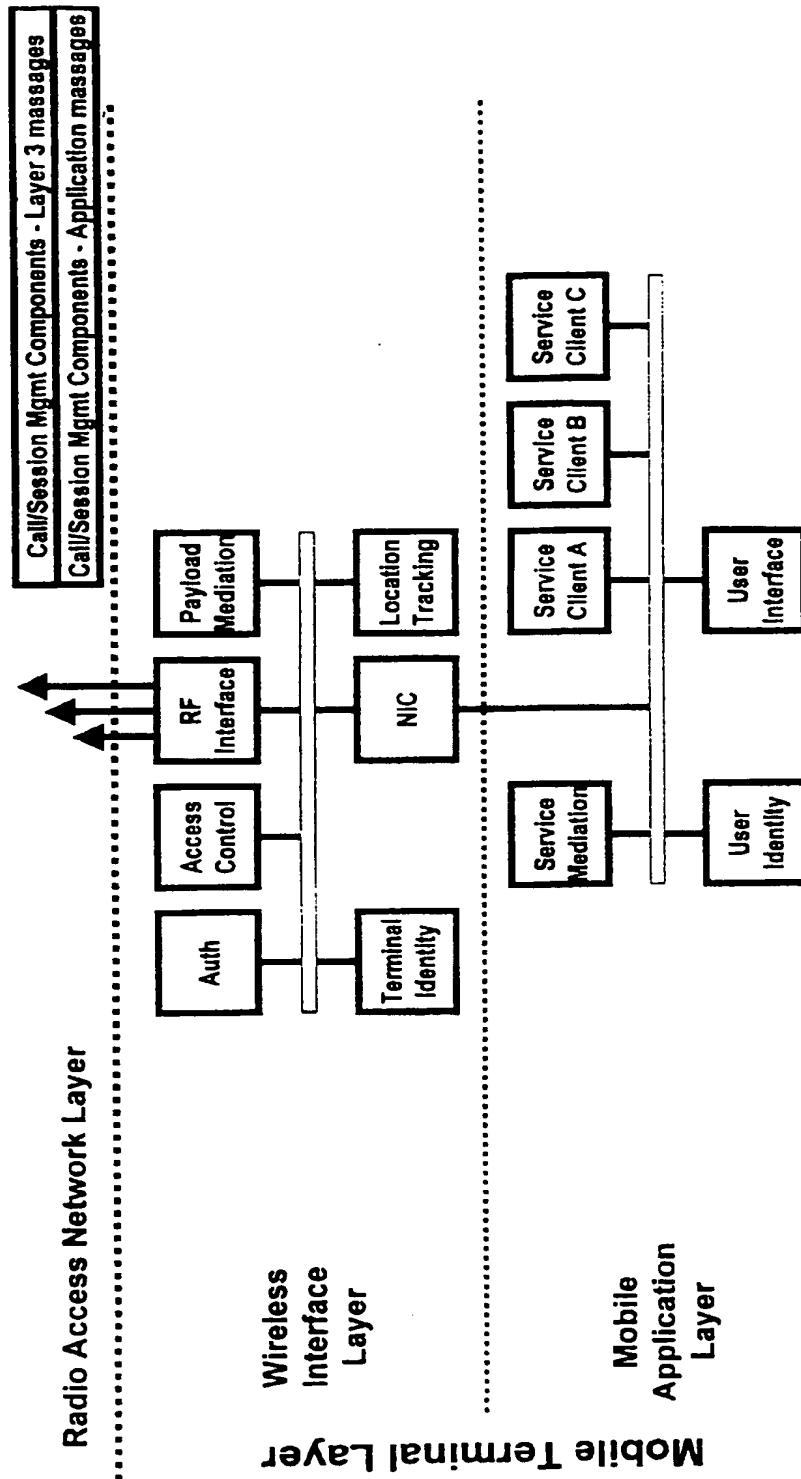 Call/Session Mgmt Components - Layer 3 massages
Call/Session Mgmt Components - Application massages
Radio Access Network Layer
Mobile Terminal Layer
Wireless
Interface
Layer
Auth
Access
Control
RF
Interface
Payload
Mediation
Terminal
Identity
NIC
Location
Tracking
Mobile
Application
Layer
Service
Mediation
Service
Client A
Service
Client B
Service
Client C
User
Identity
User
Interface